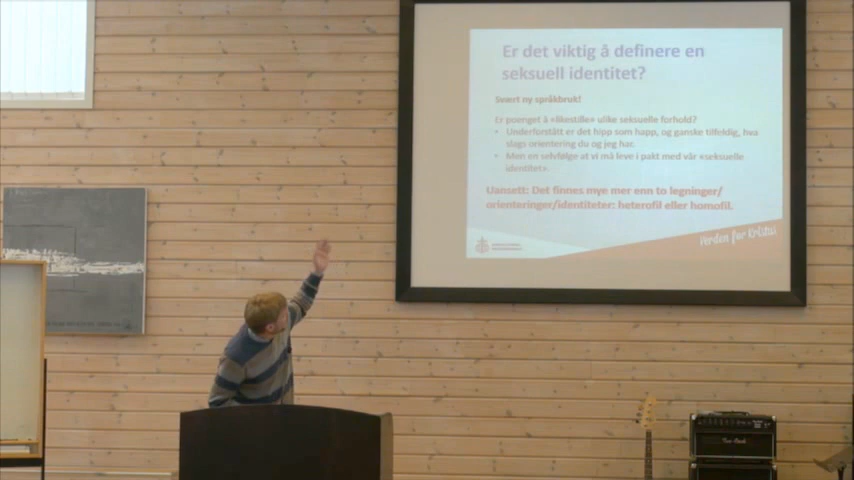 Er det viktig å definere en
seksuell identitet?
Svært ny språkbruk!
Er poenget å «likestille» ulike seksuelle forhold?
• Underforstått er det hipp som happ, og ganske tilfeldig, hva
slags orientering du og jeg har.
• Men en selvfølge at vi må leve i pakt med vår «seksuelle
identitet».
Uansett: Det finnes mye mer enn to legninger/
orienteringer/identiteter: heterofil eller homofil.
Verden for Kristus